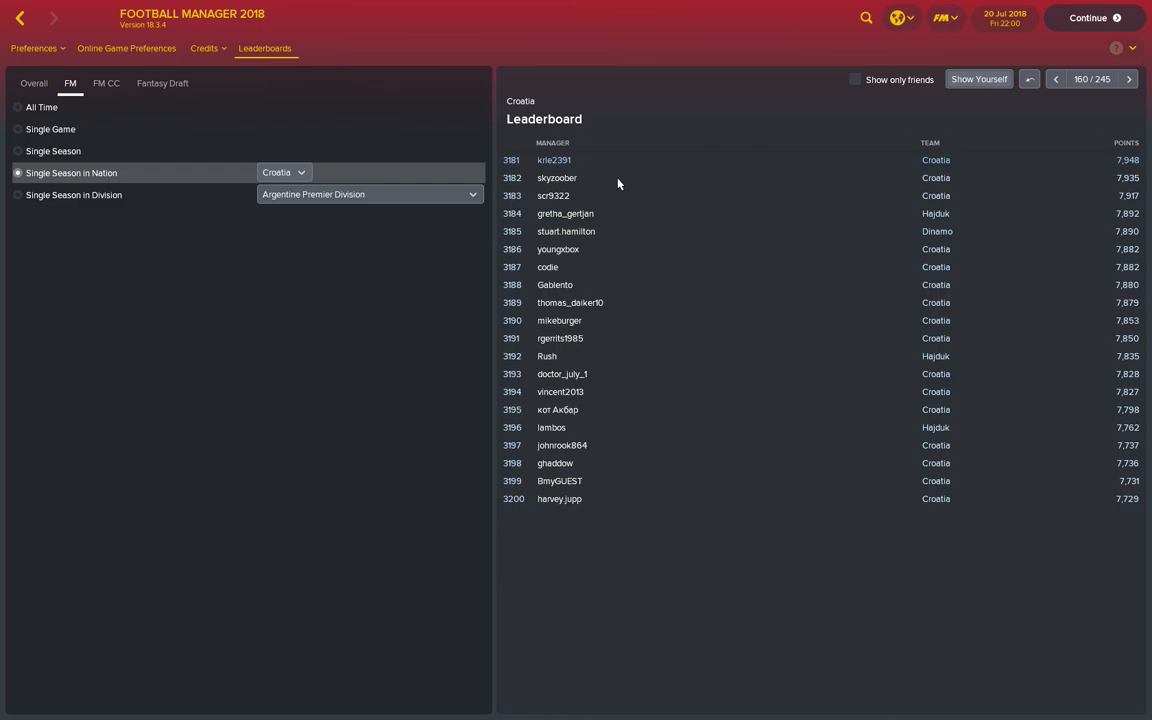 FOOTBALL MANAGER 2018
Version 18.3.4
FM
20 Jul 2018
Fri 22:00
Continue
Preferences
Online Game Preferences
Credits
Leaderboards
?
Overall FM FM CC Fantasy Draft
All Time
Single Game
Single Season
Single Season in Nation Croatia
Single Season in Division Argentine Premier Division
Show only friends Show Yourself 160 / 245
Croatia
Leaderboard
MANAGER TEAM POINTS
3181 krle2391 Croatia 7,948
3182 skyzoober Croatia 7,935
3183 scr9322 Croatia 7,917
3184 gretha_gertjan Hajduk 7,892
3185 stuart.hamilton Dinamo 7,890
3186 youngxbox Croatia 7,882
3187 codie Croatia 7,882
3188 Gablento Croatia 7,880
3189 thomas_daiker10 Croatia 7,879
3190 mikeburger Croatia 7,853
3191 rgerrits1985 Croatia 7,850
3192 Rush Hajduk 7,835
3193 doctor_july_1 Croatia 7,828
3194 vincent2013 Croatia 7,827
3195 кот Акбар Croatia 7,798
3196 lambos Hajduk 7,762
3197 johnrook864 Croatia 7,737
3198 ghaddow Croatia 7,736
3199 BmyGUEST Croatia 7,731
3200 harvey.jupp Croatia 7,729